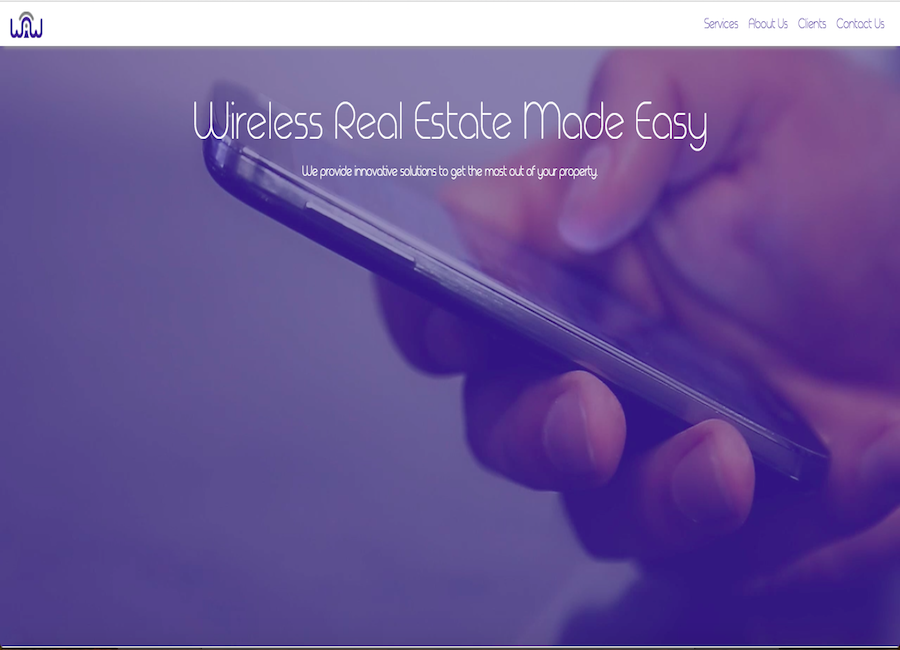 WAW
Services About Us Clients Contact Us
Wireless Real Estate Made Easy
We provide innovative solutions to get the most out of your property.